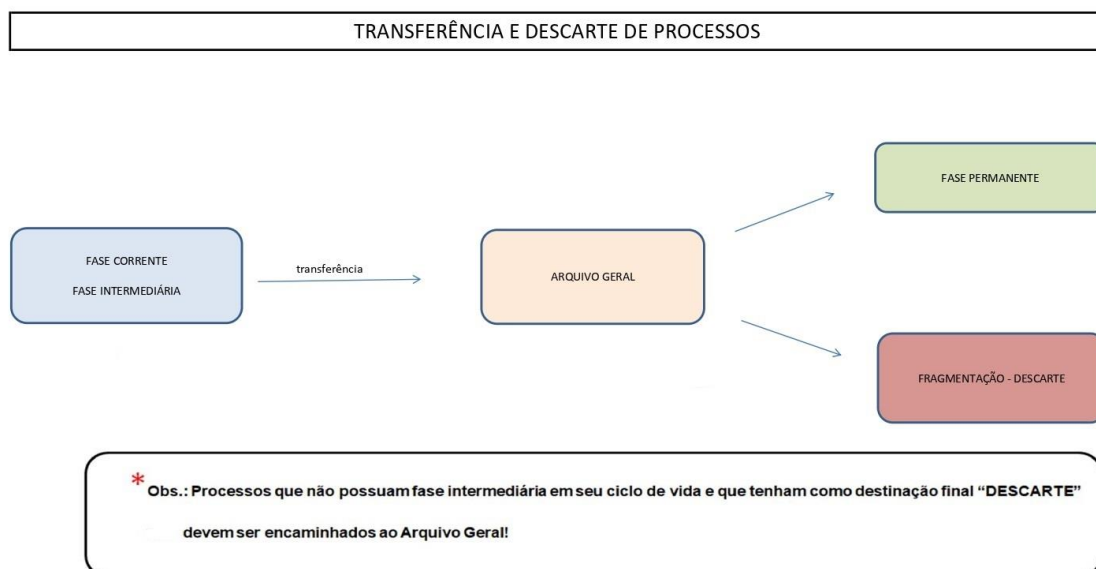 TRANSFERÊNCIA E DESCARTE DE PROCESSOS
FASE PERMANENTE
FASE CORRENTE
FASE INTERMEDIÁRIA
transferência
ARQUIVO GERAL
FRAGMENTAÇÃO - DESCARTE
* Obs.: Processos que não possuam fase intermediária em seu ciclo de vida e que tenham como destinação final “DESCARTE”
devem ser encaminhados ao Arquivo Geral!